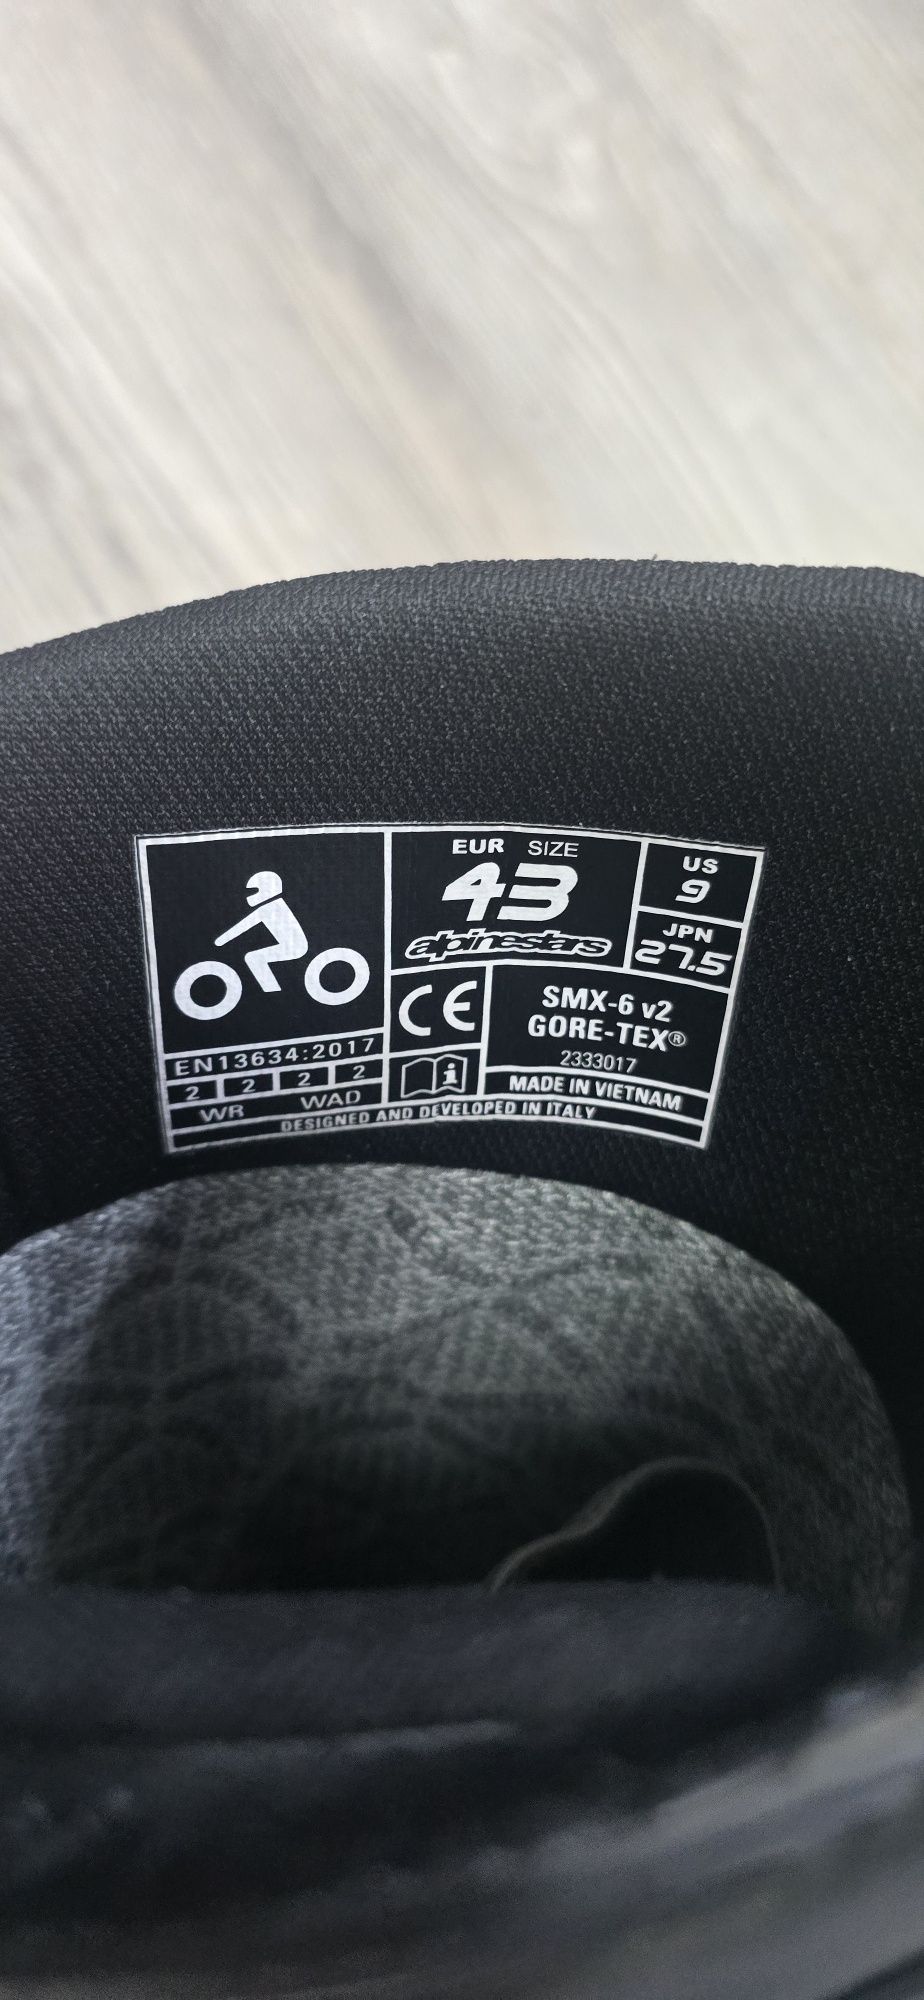 EUR SIZE
43
alpinestars
US
9
JPN
27.5
CE
SMX-6 v2
GORE-TEX®
2333017
EN13634:2017
2 2 2 2
WR WAD
i
MADE IN VIETNAM
DESIGNED AND DEVELOPED IN ITALY